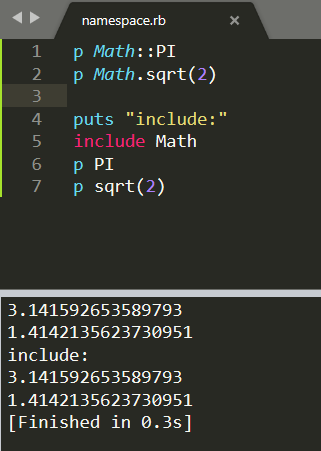 namespace.rb ×
1 p Math::PI
2 p Math.sqrt(2)
3
4 puts "include:"
5 include Math
6 p PI
7 p sqrt(2)
3.141592653589793
1.4142135623730951
include:
3.141592653589793
1.4142135623730951
[Finished in 0.3s]